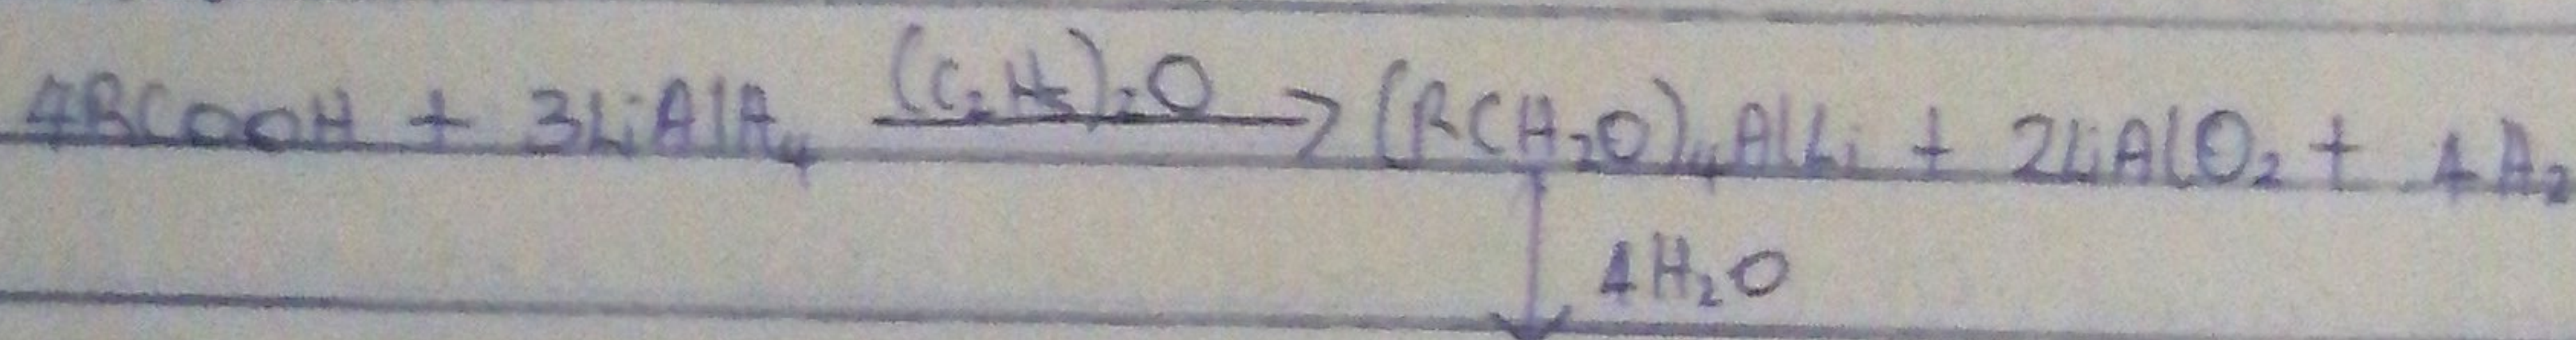 4RCOOH + 3LiAlH₄ (C₂H₅)₂O → (RCH₂O)₄AlLi + 2LiAlO₂ + 4H₂
↓ 4H₂O